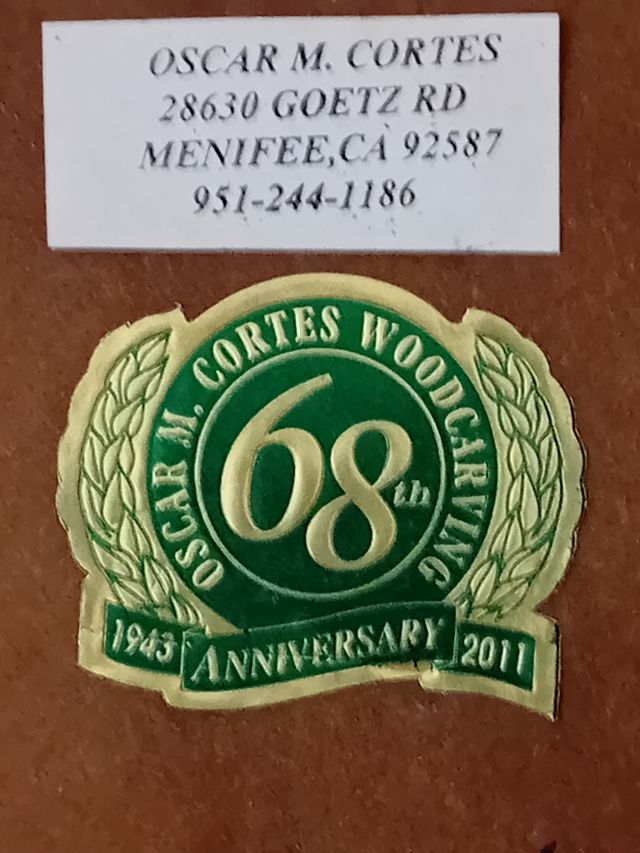 OSCAR M. CORTES
28630 GOETZ RD
MENIFEE,CA 92587
951-244-1186
OSCAR M. CORTES WOODCARVING
68th
1943 ANNIVERSARY 2011